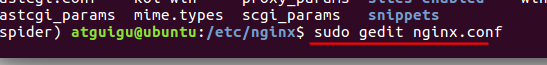 astcgi_params mime.types scgi_params snippets
spider) atguigu@ubuntu:/etc/nginx$ sudo gedit nginx.conf